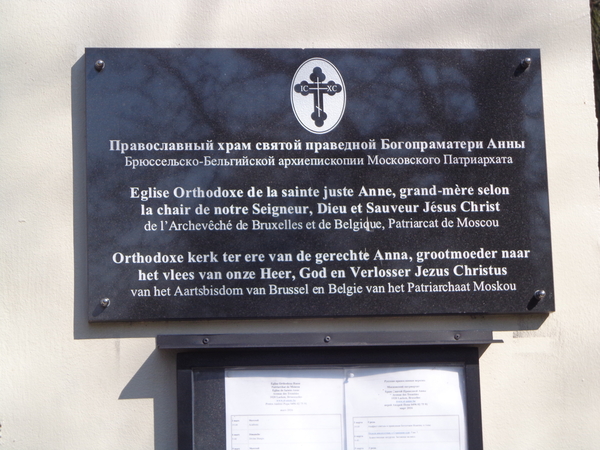 IC XC
Православный храм святой праведной Богопраматери Анны
Брюссельско-Бельгийской архиепископии Московского Патриархата
Eglise Orthodoxe de la sainte juste Anne, grand-mère selon
la chair de notre Seigneur, Dieu et Sauveur Jésus Christ
de l'Archevêché de Bruxelles et de Belgique, Patriarcat de Moscou
Orthodoxe kerk ter ere van de gerechte Anna, grootmoeder naar
het vlees van onze Heer, God en Verlosser Jezus Christus
van het Aartsbisdom van Brussel en Belgie van het Patriarchaat Moskou